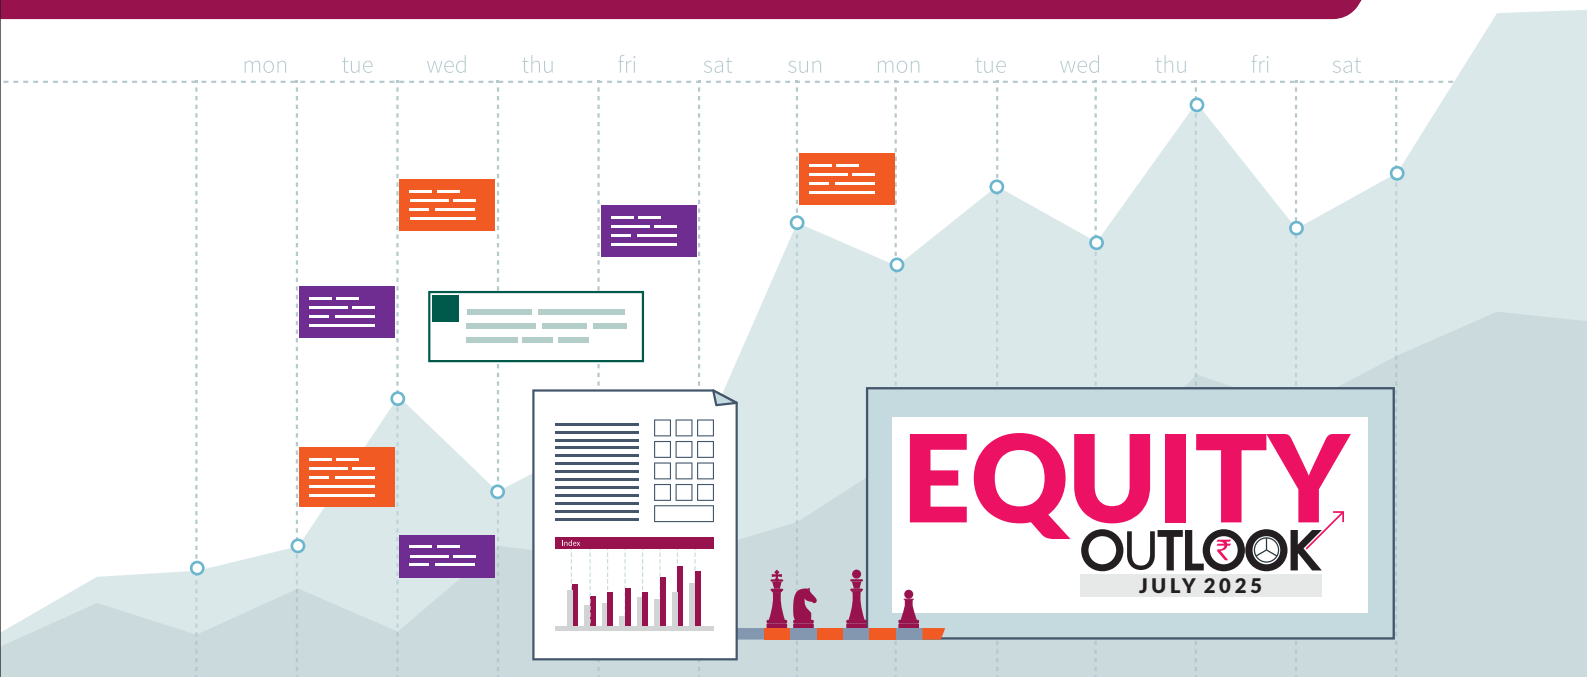 mon tue wed thu fri sat sun mon tue wed thu fri sat
Index
EQUITY
OUTLOOK
JULY 2025